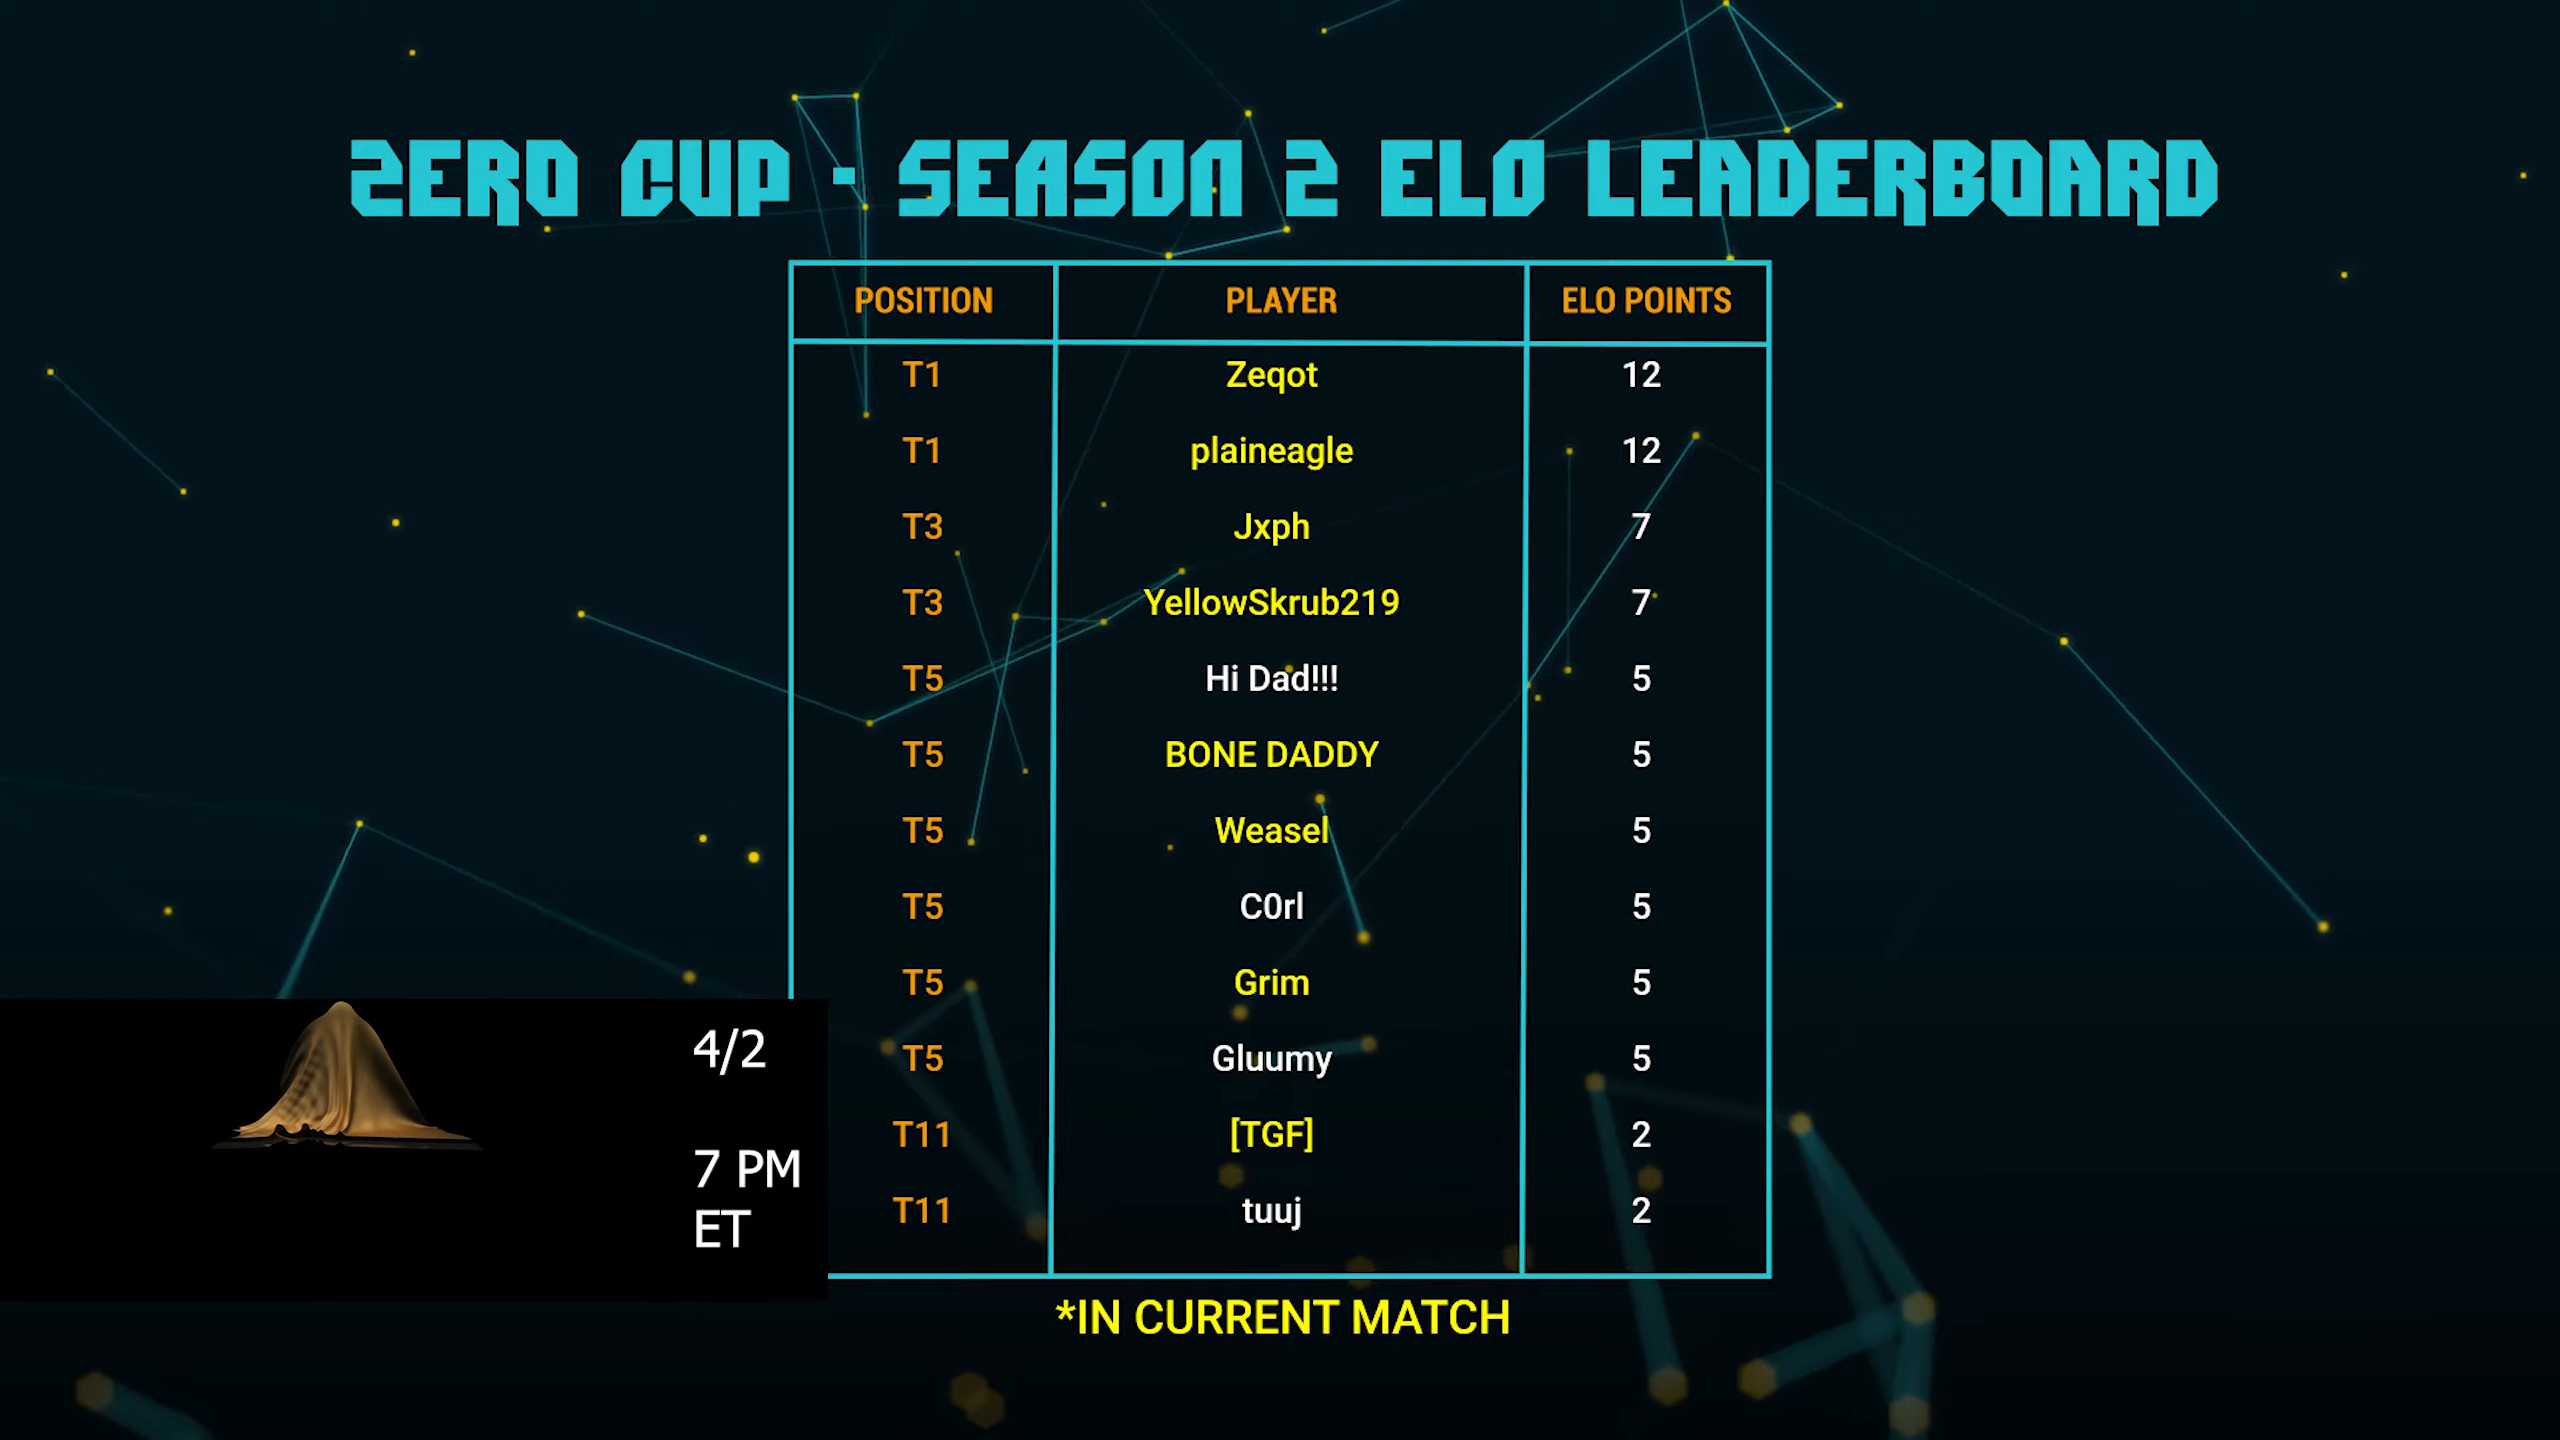 ZERO CUP - SEASON 2 ELO LEADERBOARD
POSITION PLAYER ELO POINTS
T1 Zeqot 12
T1 plaineagle 12
T3 Jxph 7
T3 YellowSkrub219 7
T5 Hi Dad!!! 5
T5 BONE DADDY 5
T5 Weasel 5
T5 C0rl 5
T5 Grim 5
T5 Gluumy 5
T11 [TGF] 2
T11 tuuj 2
4/2
7 PM
ET
*IN CURRENT MATCH